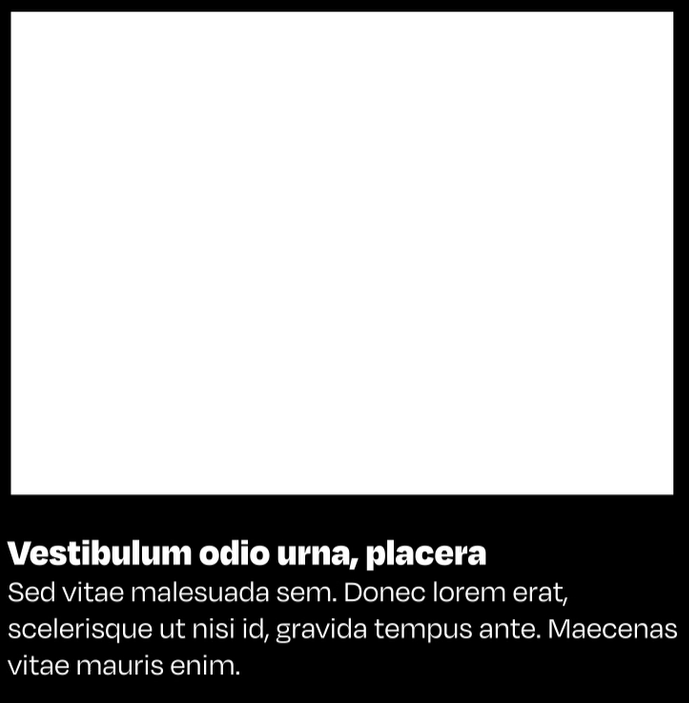 Vestibulum odio urna, placera
Sed vitae malesuada sem. Donec lorem erat,
scelerisque ut nisi id, gravida tempus ante. Maecenas
vitae mauris enim.